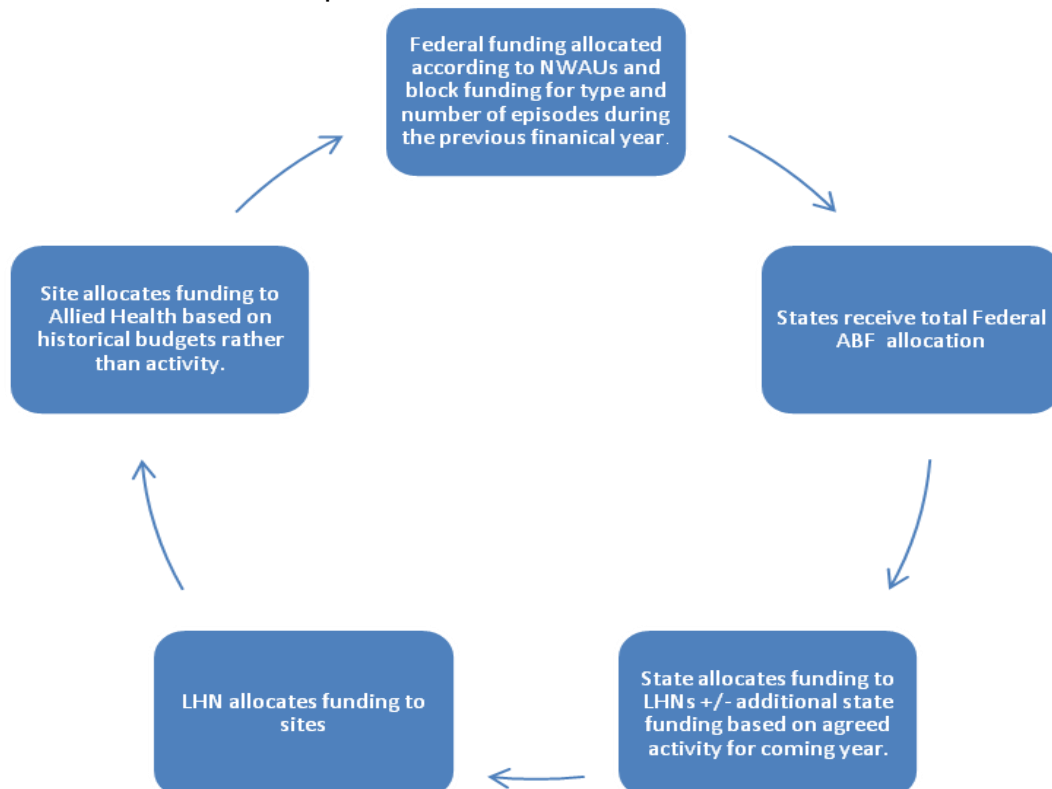 Federal funding allocated
according to NWAUs and
block funding for type and
number of episodes during
the previous finanical year.
States receive total Federal
ABF allocation
State allocates funding to
LHNs +/- additional state
funding based on agreed
activity for coming year.
LHN allocates funding to
sites
Site allocates funding to
Allied Health based on
historical budgets rather
than activity.